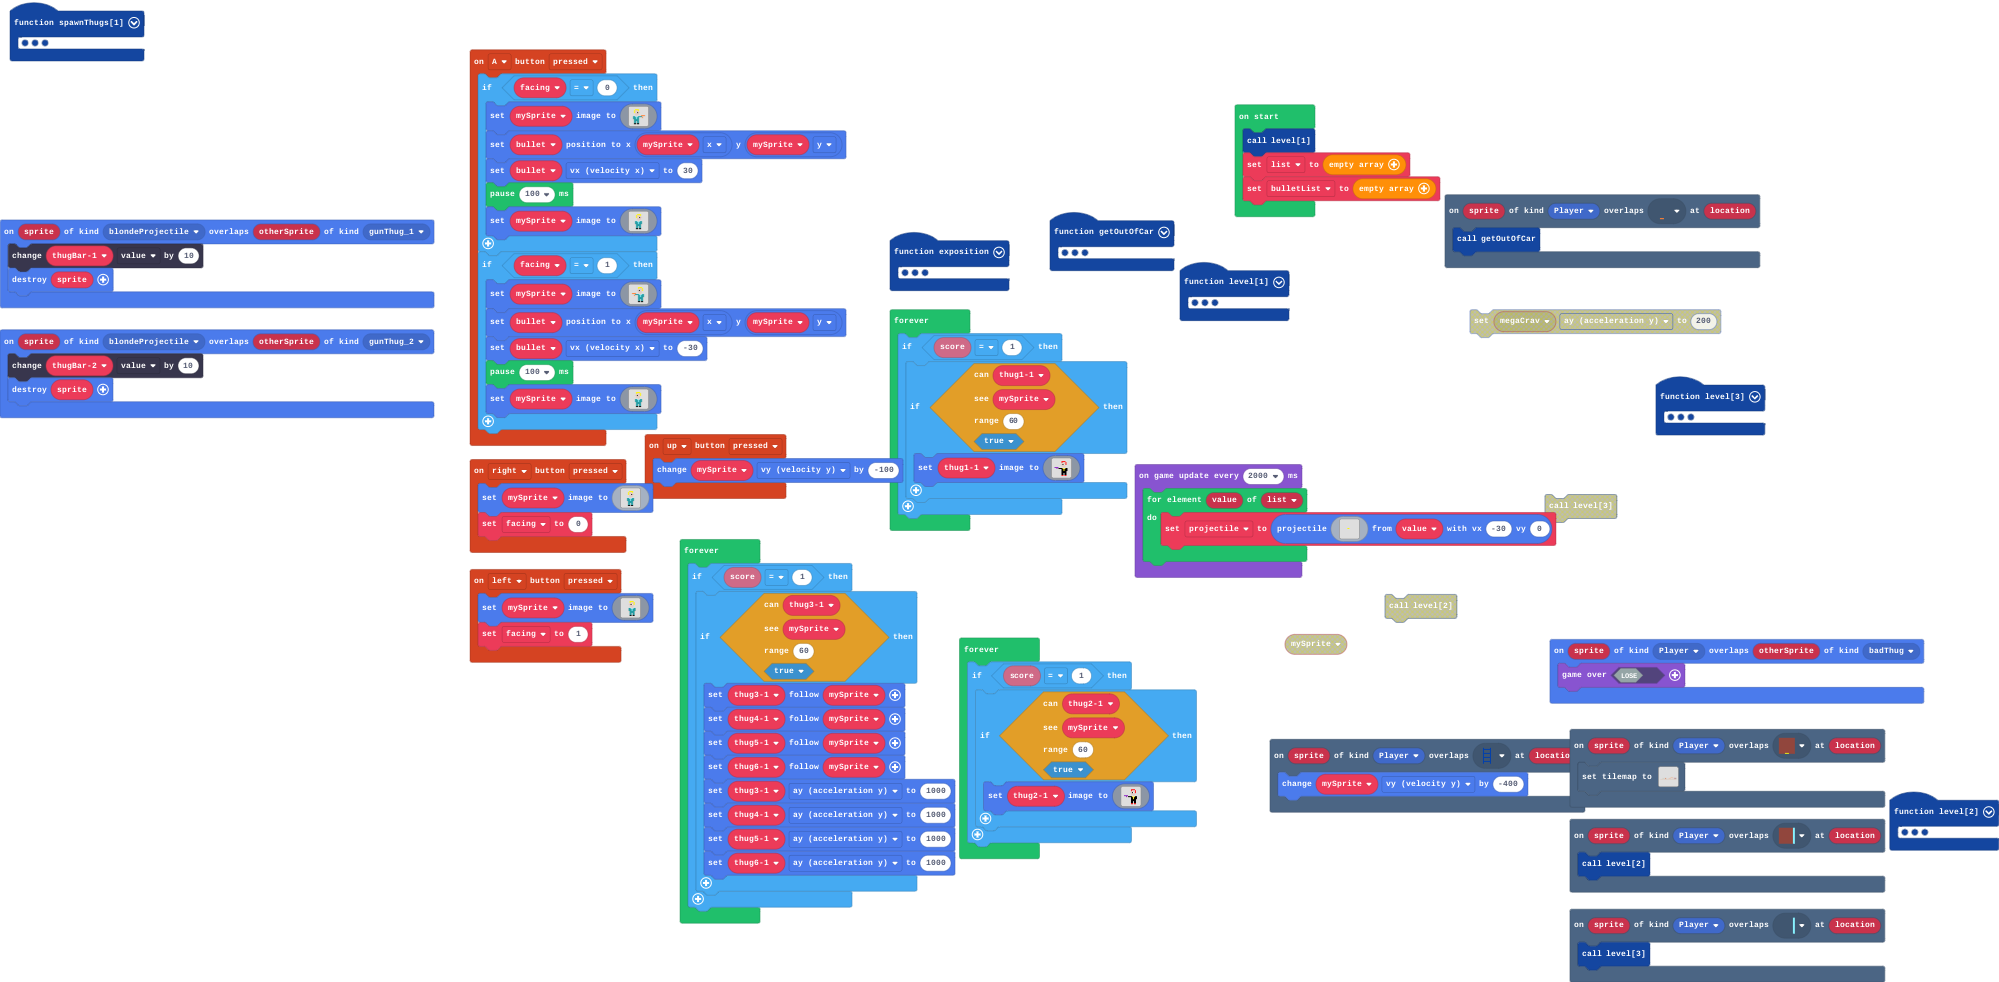 function spawnThugs[1]
on sprite of kind blondeProjectile overlaps otherSprite of kind gunThug_1
change thugBar-1 value by 10
destroy sprite
on sprite of kind blondeProjectile overlaps otherSprite of kind gunThug_2
change thugBar-2 value by 10
destroy sprite
on A button pressed
if facing = 0 then
set mySprite image to
set bullet position to x mySprite x y mySprite y
set bullet vx (velocity x) to 30
pause 100 ms
set mySprite image to
if facing = 1 then
set mySprite image to
set bullet position to x mySprite x y mySprite y
set bullet vx (velocity x) to -30
pause 100 ms
set mySprite image to
on right button pressed
set mySprite image to
set facing to 0
on left button pressed
set mySprite image to
set facing to 1
on up button pressed
change mySprite vy (velocity y) by -100
function exposition
function getOutOfCar
function level[1]
forever
if score = 1 then
if can thug1-1
see mySprite
range 60
true
then
set thug1-1 image to
forever
if score = 1 then
if can thug3-1
see mySprite
range 60
true
then
set thug3-1 follow mySprite
set thug4-1 follow mySprite
set thug5-1 follow mySprite
set thug6-1 follow mySprite
set thug3-1 ay (acceleration y) to 1000
set thug4-1 ay (acceleration y) to 1000
set thug5-1 ay (acceleration y) to 1000
set thug6-1 ay (acceleration y) to 1000
forever
if score = 1 then
if can thug2-1
see mySprite
range 60
true
then
set thug2-1 image to
on start
call level[1]
set list to empty array
set bulletList to empty array
on sprite of kind Player overlaps at location
call getOutOfCar
set megaCrav ay (acceleration y) to 200
function level[3]
on game update every 2000 ms
for element value of list
do
set projectile to projectile from value with vx -30 vy 0
call level[3]
call level[2]
mySprite
on sprite of kind Player overlaps otherSprite of kind badThug
game over LOSE
on sprite of kind Player overlaps at locatio
change mySprite vy (velocity y) by -400
on sprite of kind Player overlaps at location
set tilemap to
function level[2]
on sprite of kind Player overlaps at location
call level[2]
on sprite of kind Player overlaps at location
call level[3]